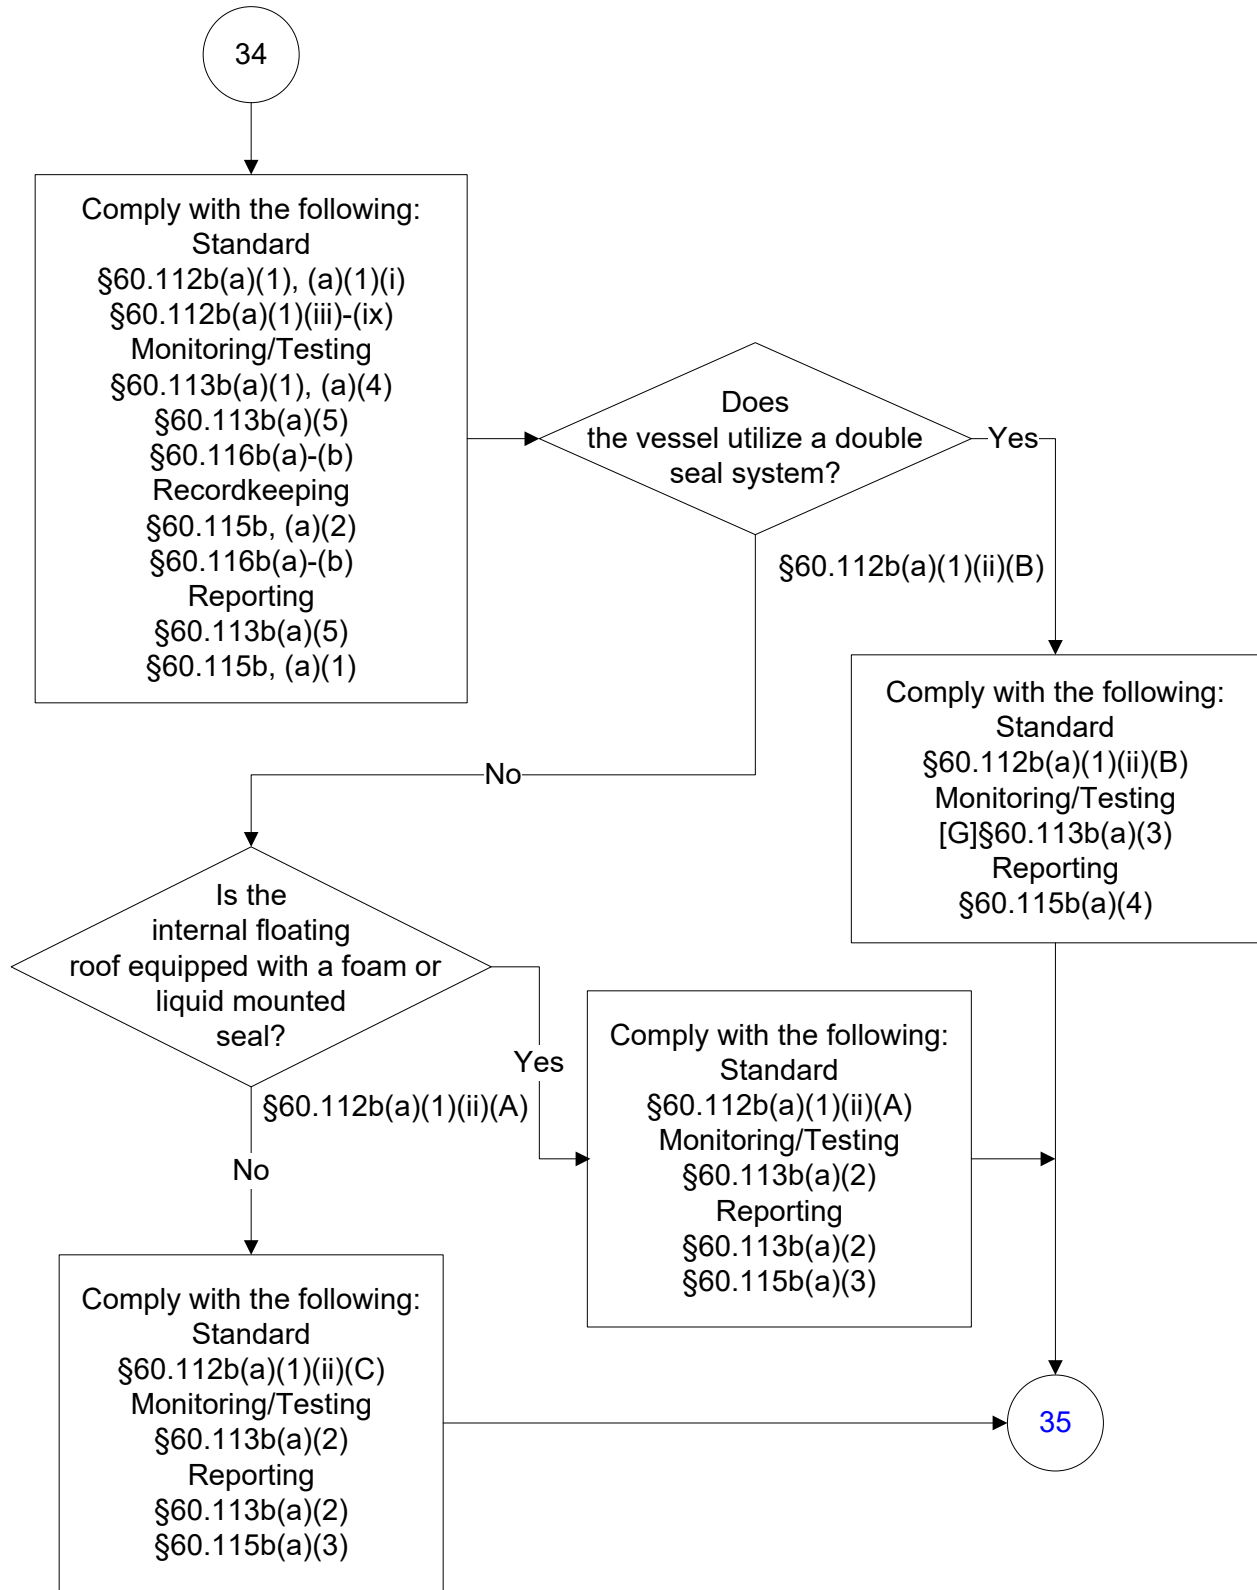 34
Comply with the following:
Standard
§60.112b(a)(1), (a)(1)(i)
§60.112b(a)(1)(iii)-(ix)
Monitoring/Testing
§60.113b(a)(1), (a)(4)
§60.113b(a)(5)
§60.116b(a)-(b)
Recordkeeping
§60.115b, (a)(2)
§60.116b(a)-(b)
Reporting
§60.113b(a)(5)
§60.115b, (a)(1)
Does
the vessel utilize a double
seal system?
Yes
§60.112b(a)(1)(ii)(B)
Comply with the following:
Standard
§60.112b(a)(1)(ii)(B)
Monitoring/Testing
[G]§60.113b(a)(3)
Reporting
§60.115b(a)(4)
No
Is the
internal floating
roof equipped with a foam or
liquid mounted
seal?
Yes
§60.112b(a)(1)(ii)(A)
Comply with the following:
Standard
§60.112b(a)(1)(ii)(A)
Monitoring/Testing
§60.113b(a)(2)
Reporting
§60.113b(a)(2)
§60.115b(a)(3)
No
Comply with the following:
Standard
§60.112b(a)(1)(ii)(C)
Monitoring/Testing
§60.113b(a)(2)
Reporting
§60.113b(a)(2)
§60.115b(a)(3)
35